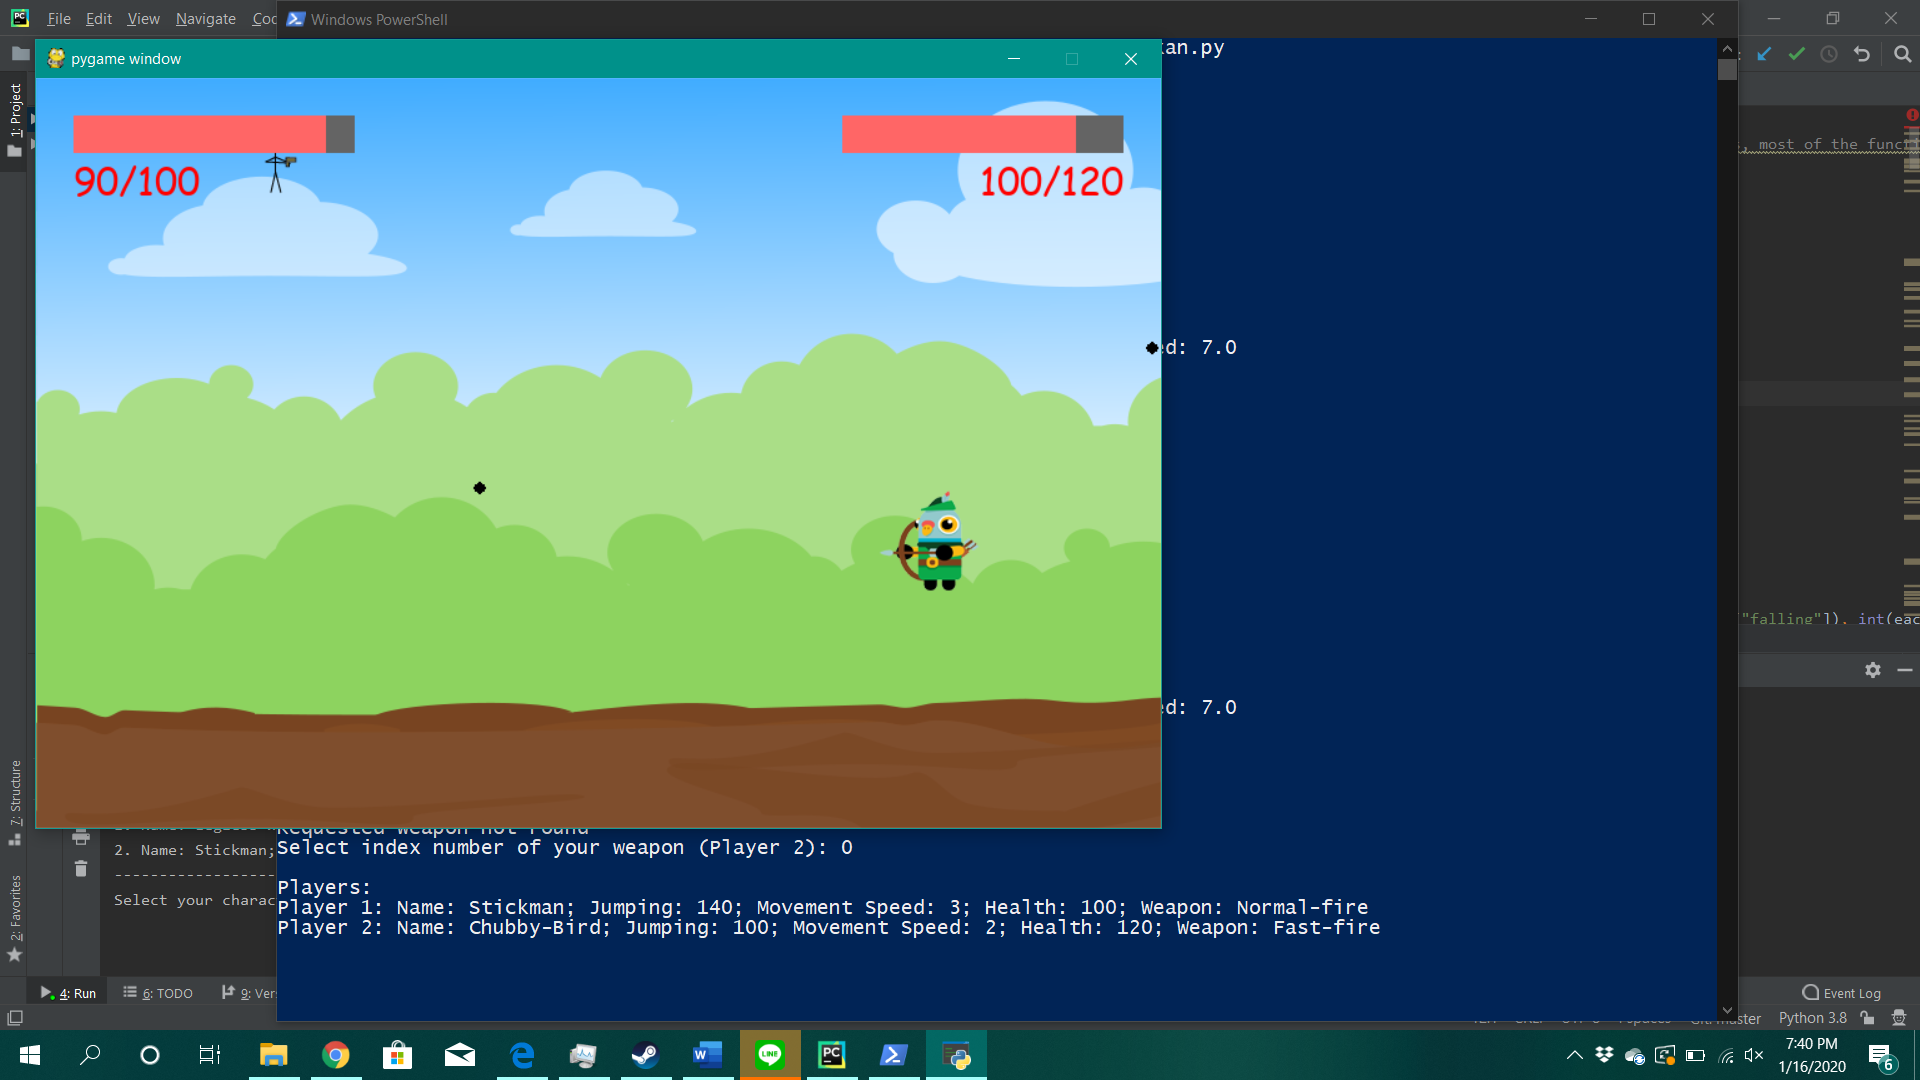 File Edit View Navigate
Windows PowerShell
pygame window
an.py
1: Project
90/100
100/120
, most of the funci
d: 7.0
"falling"]), int(eac
d: 7.0
Requested weapon not found
7: Structure
2. Name: Stickman;
Select index number of your weapon (Player 2): 0
--------------------
Select your charac
Players:
Player 1: Name: Stickman; Jumping: 140; Movement Speed: 3; Health: 100; Weapon: Normal-fire
Player 2: Name: Chubby-Bird; Jumping: 100; Movement Speed: 2; Health: 120; Weapon: Fast-fire
2: Favorites
4: Run 6: TODO 9: Ver
Event Log
Python 3.8
7:40 PM
1/16/2020
6